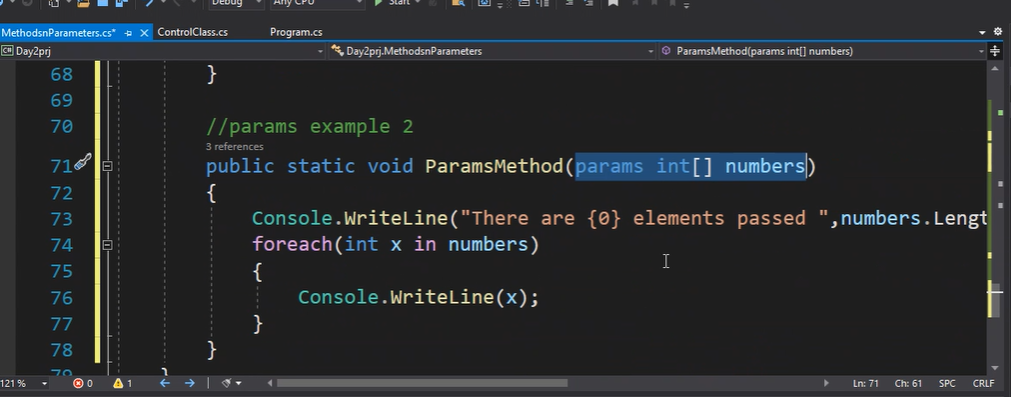 Debug Any CPU Start
MethodsnParameters.cs* ControlClass.cs Program.cs
C# Day2prj Day2prj.MethodsnParameters ParamsMethod(params int[] numbers)
68 }
69
70 //params example 2
3 references
71 public static void ParamsMethod(params int[] numbers)
72 {
73 Console.WriteLine("There are {0} elements passed ",numbers.Lengt
74 foreach(int x in numbers)
75 {
76 Console.WriteLine(x);
77 }
78 }
79 }
121 % 0 1 Ln: 71 Ch: 61 SPC CRLF